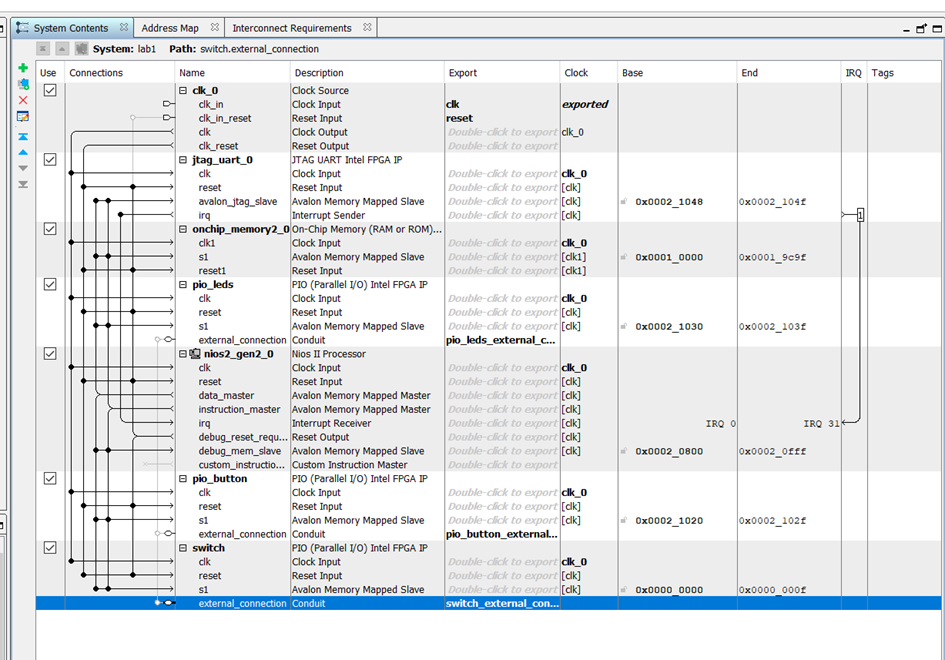 System Contents Address Map Interconnect Requirements
System: lab1 Path: switch.external_connection
Use Connections Name Description Export Clock Base End IRQ Tags
clk_0 Clock Source
clk_in Clock Input clk exported
clk_in_reset Reset Input reset
clk Clock Output Double-click to export clk_0
clk_reset Reset Output Double-click to export
jtag_uart_0 JTAG UART Intel FPGA IP
clk Clock Input Double-click to export clk_0
reset Reset Input Double-click to export [clk]
avalon_jtag_slave Avalon Memory Mapped Slave Double-click to export [clk] 0x0002_1048 0x0002_104f
irq Interrupt Sender Double-click to export [clk] 1
onchip_memory2_0 On-Chip Memory (RAM or ROM)...
clk1 Clock Input Double-click to export clk_0
s1 Avalon Memory Mapped Slave Double-click to export [clk1] 0x0001_0000 0x0001_9c9f
reset1 Reset Input Double-click to export [clk1]
pio_leds PIO (Parallel I/O) Intel FPGA IP
clk Clock Input Double-click to export clk_0
reset Reset Input Double-click to export [clk]
s1 Avalon Memory Mapped Slave Double-click to export [clk] 0x0002_1030 0x0002_103f
external_connection Conduit pio_leds_external_c...
nios2_gen2_0 Nios II Processor
clk Clock Input Double-click to export clk_0
reset Reset Input Double-click to export [clk]
data_master Avalon Memory Mapped Master Double-click to export [clk]
instruction_master Avalon Memory Mapped Master Double-click to export [clk]
irq Interrupt Receiver Double-click to export [clk] IRQ 0 IRQ 31
debug_reset_requ... Reset Output Double-click to export [clk]
debug_mem_slave Avalon Memory Mapped Slave Double-click to export [clk] 0x0002_0800 0x0002_0fff
custom_instructio... Custom Instruction Master Double-click to export
pio_button PIO (Parallel I/O) Intel FPGA IP
clk Clock Input Double-click to export clk_0
reset Reset Input Double-click to export [clk]
s1 Avalon Memory Mapped Slave Double-click to export [clk] 0x0002_1020 0x0002_102f
external_connection Conduit pio_button_external...
switch PIO (Parallel I/O) Intel FPGA IP
clk Clock Input Double-click to export clk_0
reset Reset Input Double-click to export [clk]
s1 Avalon Memory Mapped Slave Double-click to export [clk] 0x0000_0000 0x0000_000f
external_connection Conduit switch_external_con...